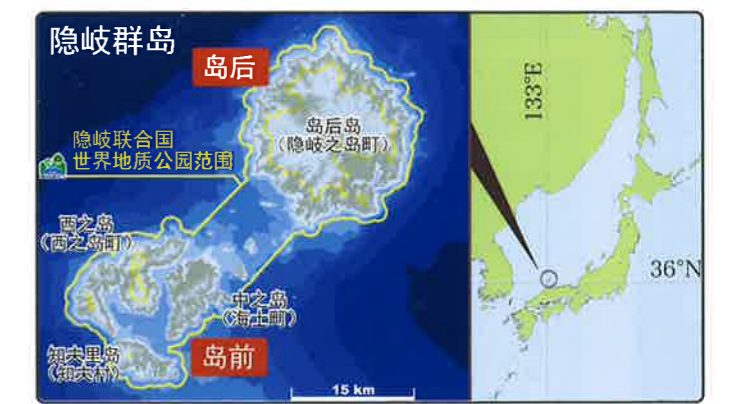 隐岐群岛
岛后
岛后岛
（隐岐之岛町）
隐岐联合国
世界地质公园范围
西之岛
（西之岛町）
中之岛
（海士町）
知夫里岛
（知夫村）
岛前
15 km
133°E
36°N